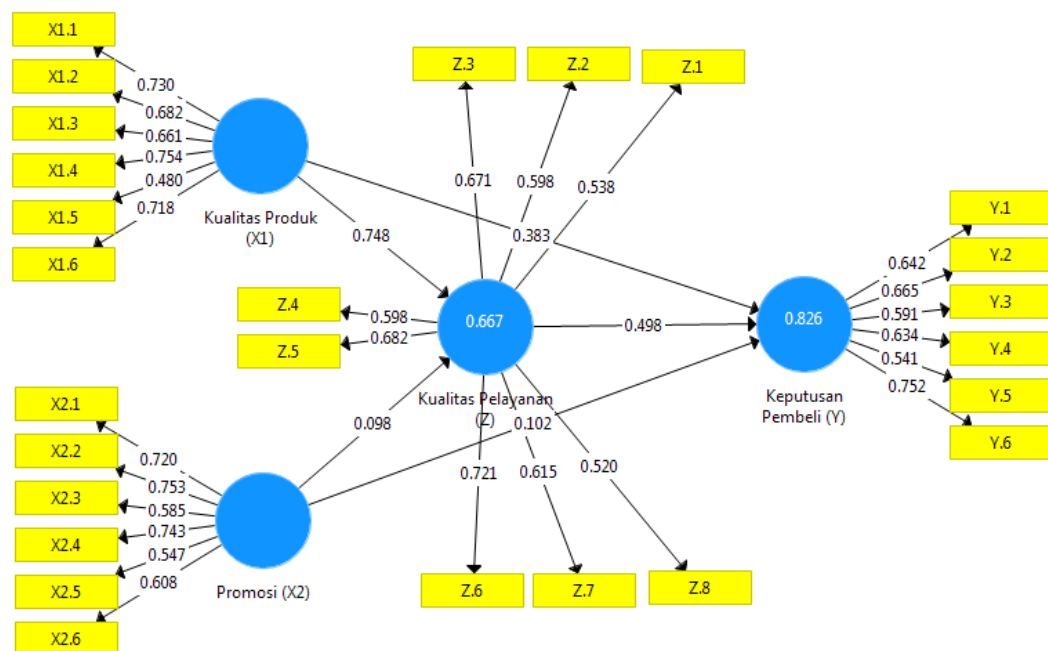 X1.1
X1.2
X1.3
X1.4
X1.5
X1.6
0.730
0.682
0.661
0.754
0.480
0.718
Kualitas Produk
(X1)
Z.3
Z.2
Z.1
0.671
0.598
0.538
0.748
0.383
Z.4
Z.5
0.598
0.682
0.667
Kualitas Pelayanan
(Z)
0.498
0.826
Keputusan
Pembeli (Y)
Y.1
Y.2
Y.3
Y.4
Y.5
Y.6
0.642
0.665
0.591
0.634
0.541
0.752
X2.1
X2.2
X2.3
X2.4
X2.5
X2.6
0.720
0.753
0.585
0.743
0.547
0.608
Promosi (X2)
0.098
0.102
0.721
0.615
0.520
Z.6
Z.7
Z.8